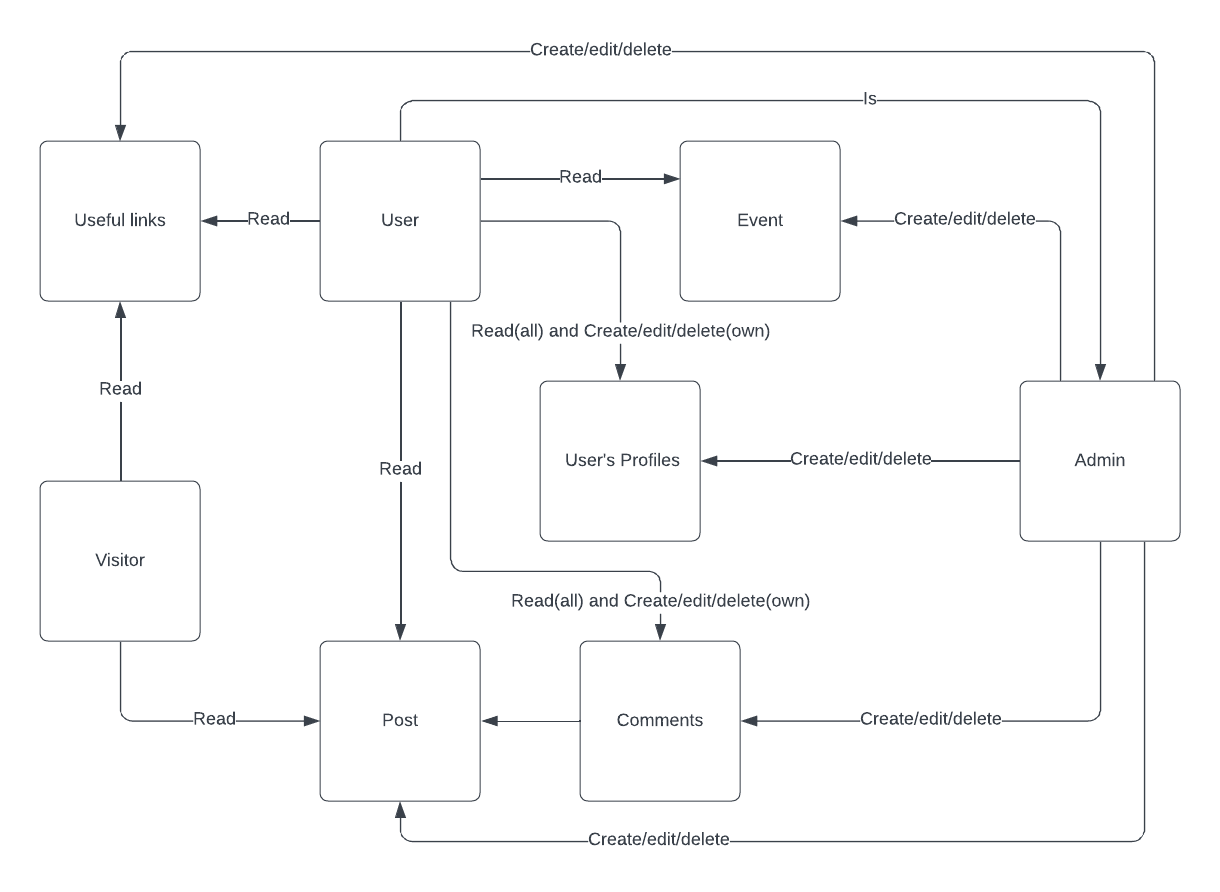 Create/edit/delete
Is
Read
Useful links
Read
User
Event
Create/edit/delete
Read(all) and Create/edit/delete(own)
Read
User's Profiles
Create/edit/delete
Admin
Read
Visitor
Read(all) and Create/edit/delete(own)
Read
Post
Comments
Create/edit/delete
Create/edit/delete